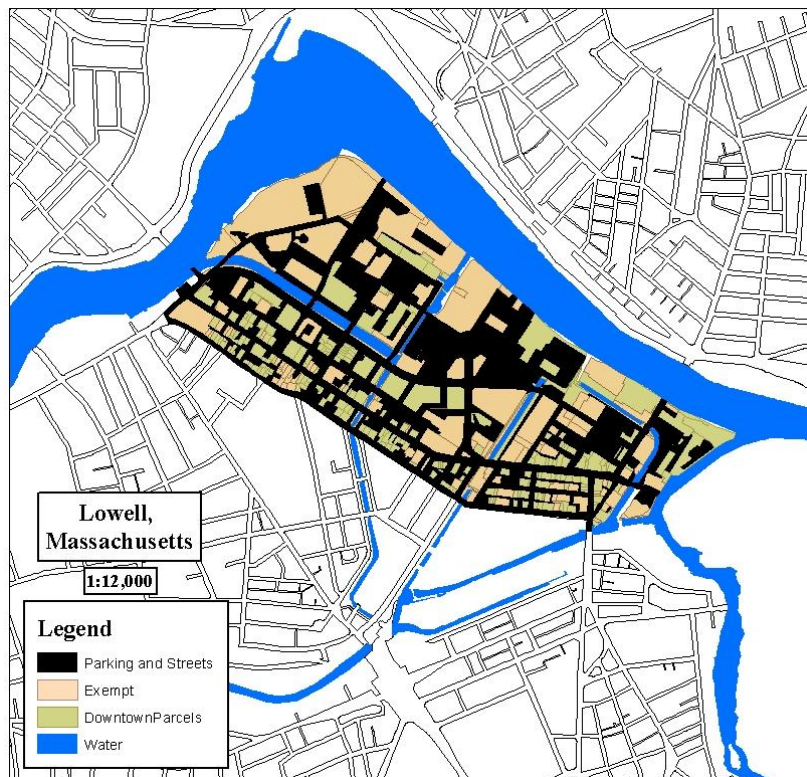 Lowell,
Massachusetts
1:12,000
Legend
Parking and Streets
Exempt
DowntownParcels
Water